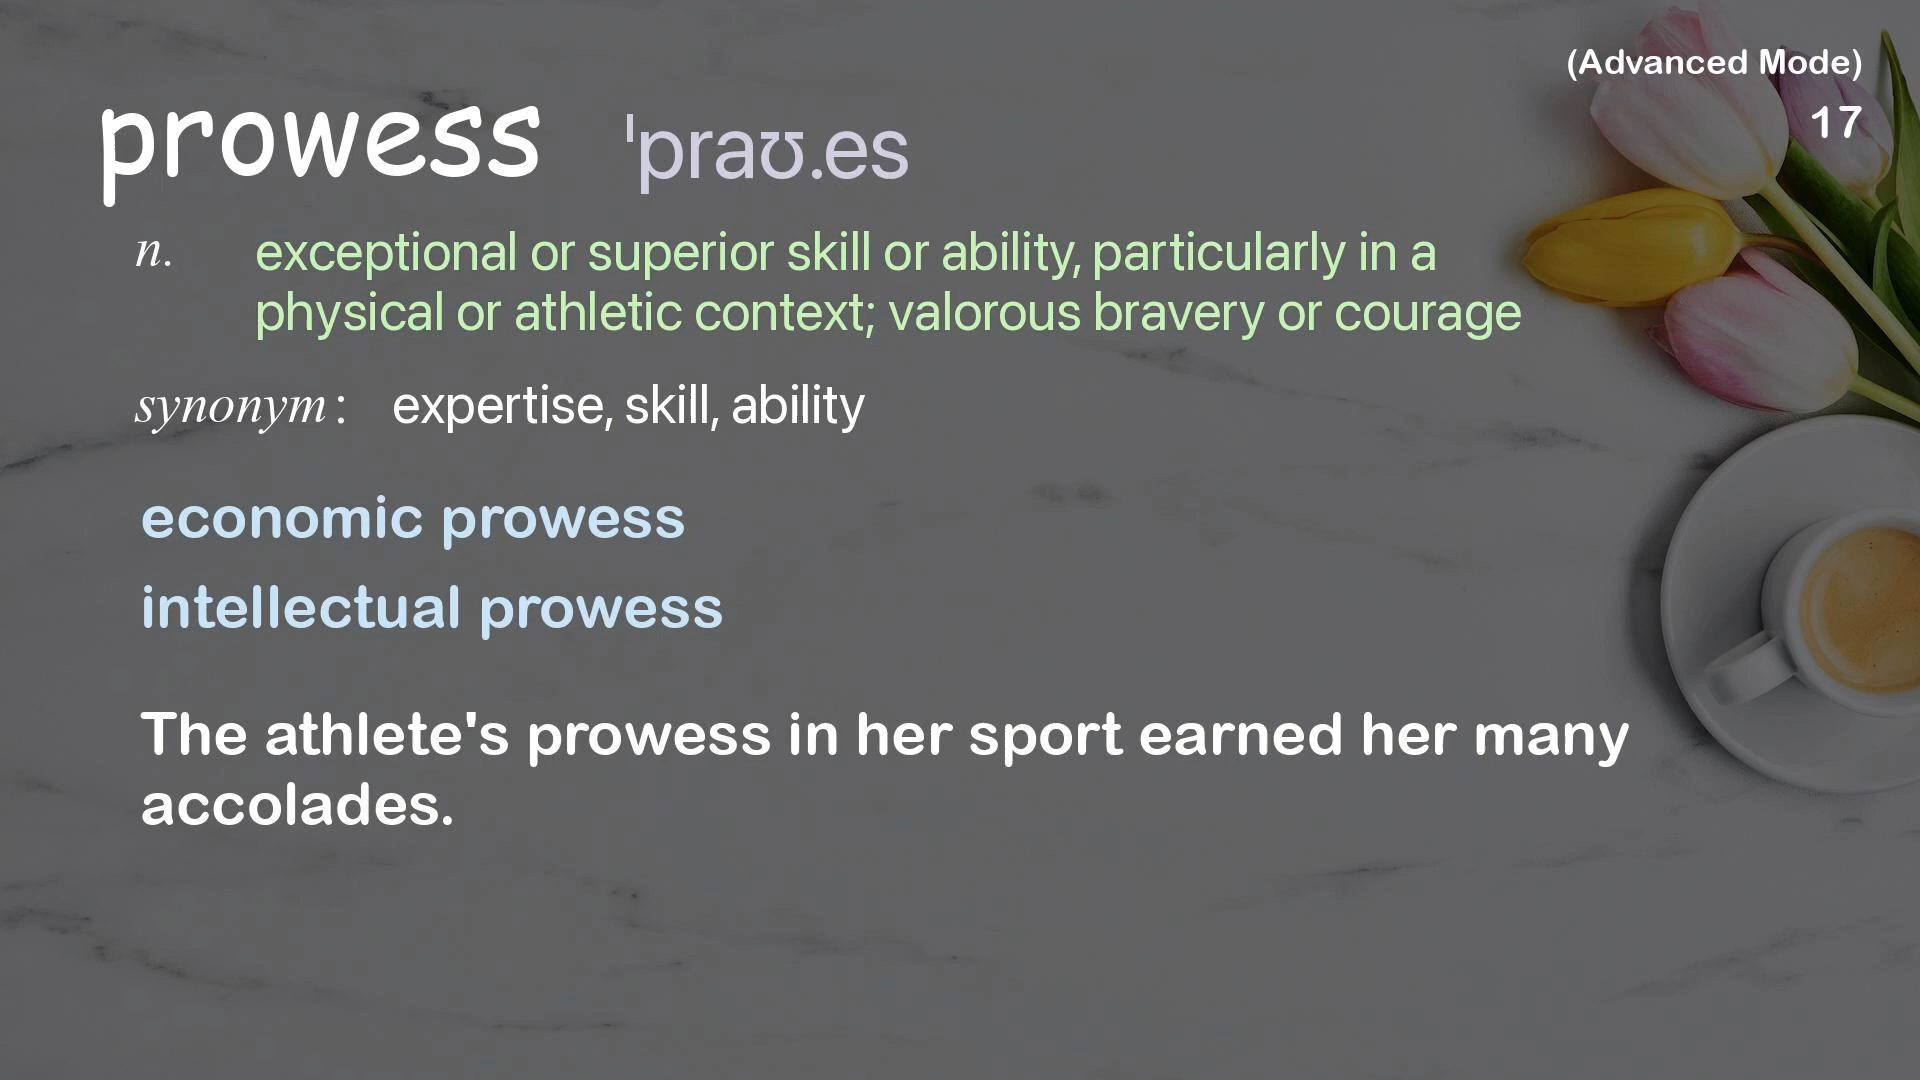 (Advanced Mode)
17
prowess ˈpraʊ.es
n. exceptional or superior skill or ability, particularly in a
physical or athletic context; valorous bravery or courage
synonym: expertise, skill, ability
economic prowess
intellectual prowess
The athlete's prowess in her sport earned her many
accolades.